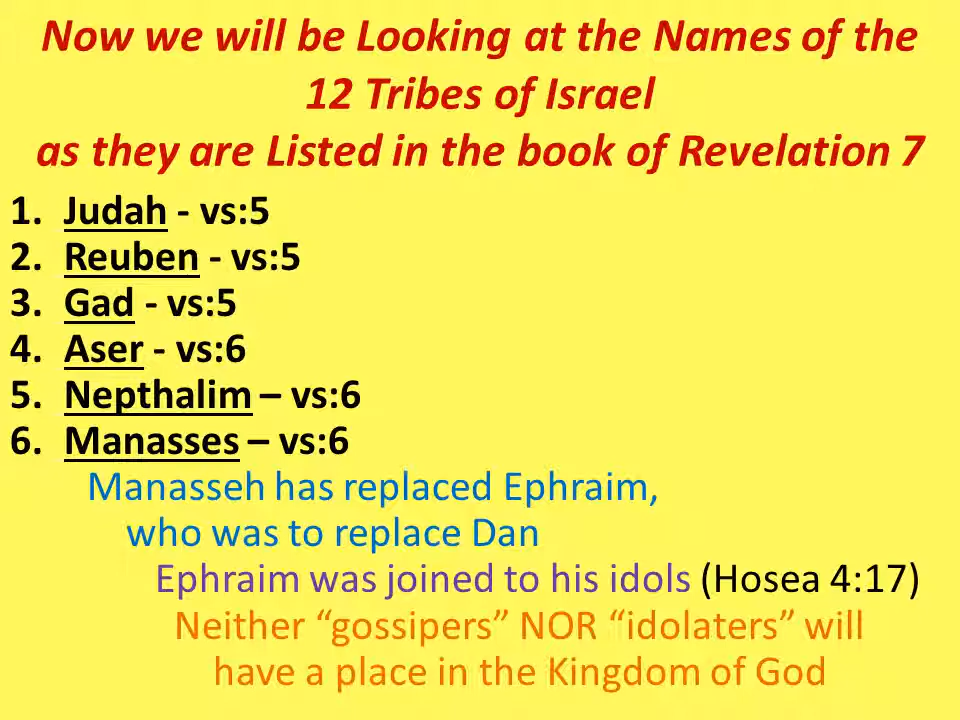 Now we will be Looking at the Names of the
12 Tribes of Israel
as they are Listed in the book of Revelation 7
1. Judah - vs:5
2. Reuben - vs:5
3. Gad - vs:5
4. Aser - vs:6
5. Nepthalim – vs:6
6. Manasses – vs:6
Manasseh has replaced Ephraim,
who was to replace Dan
Ephraim was joined to his idols (Hosea 4:17)
Neither “gossipers” NOR “idolaters” will
have a place in the Kingdom of God